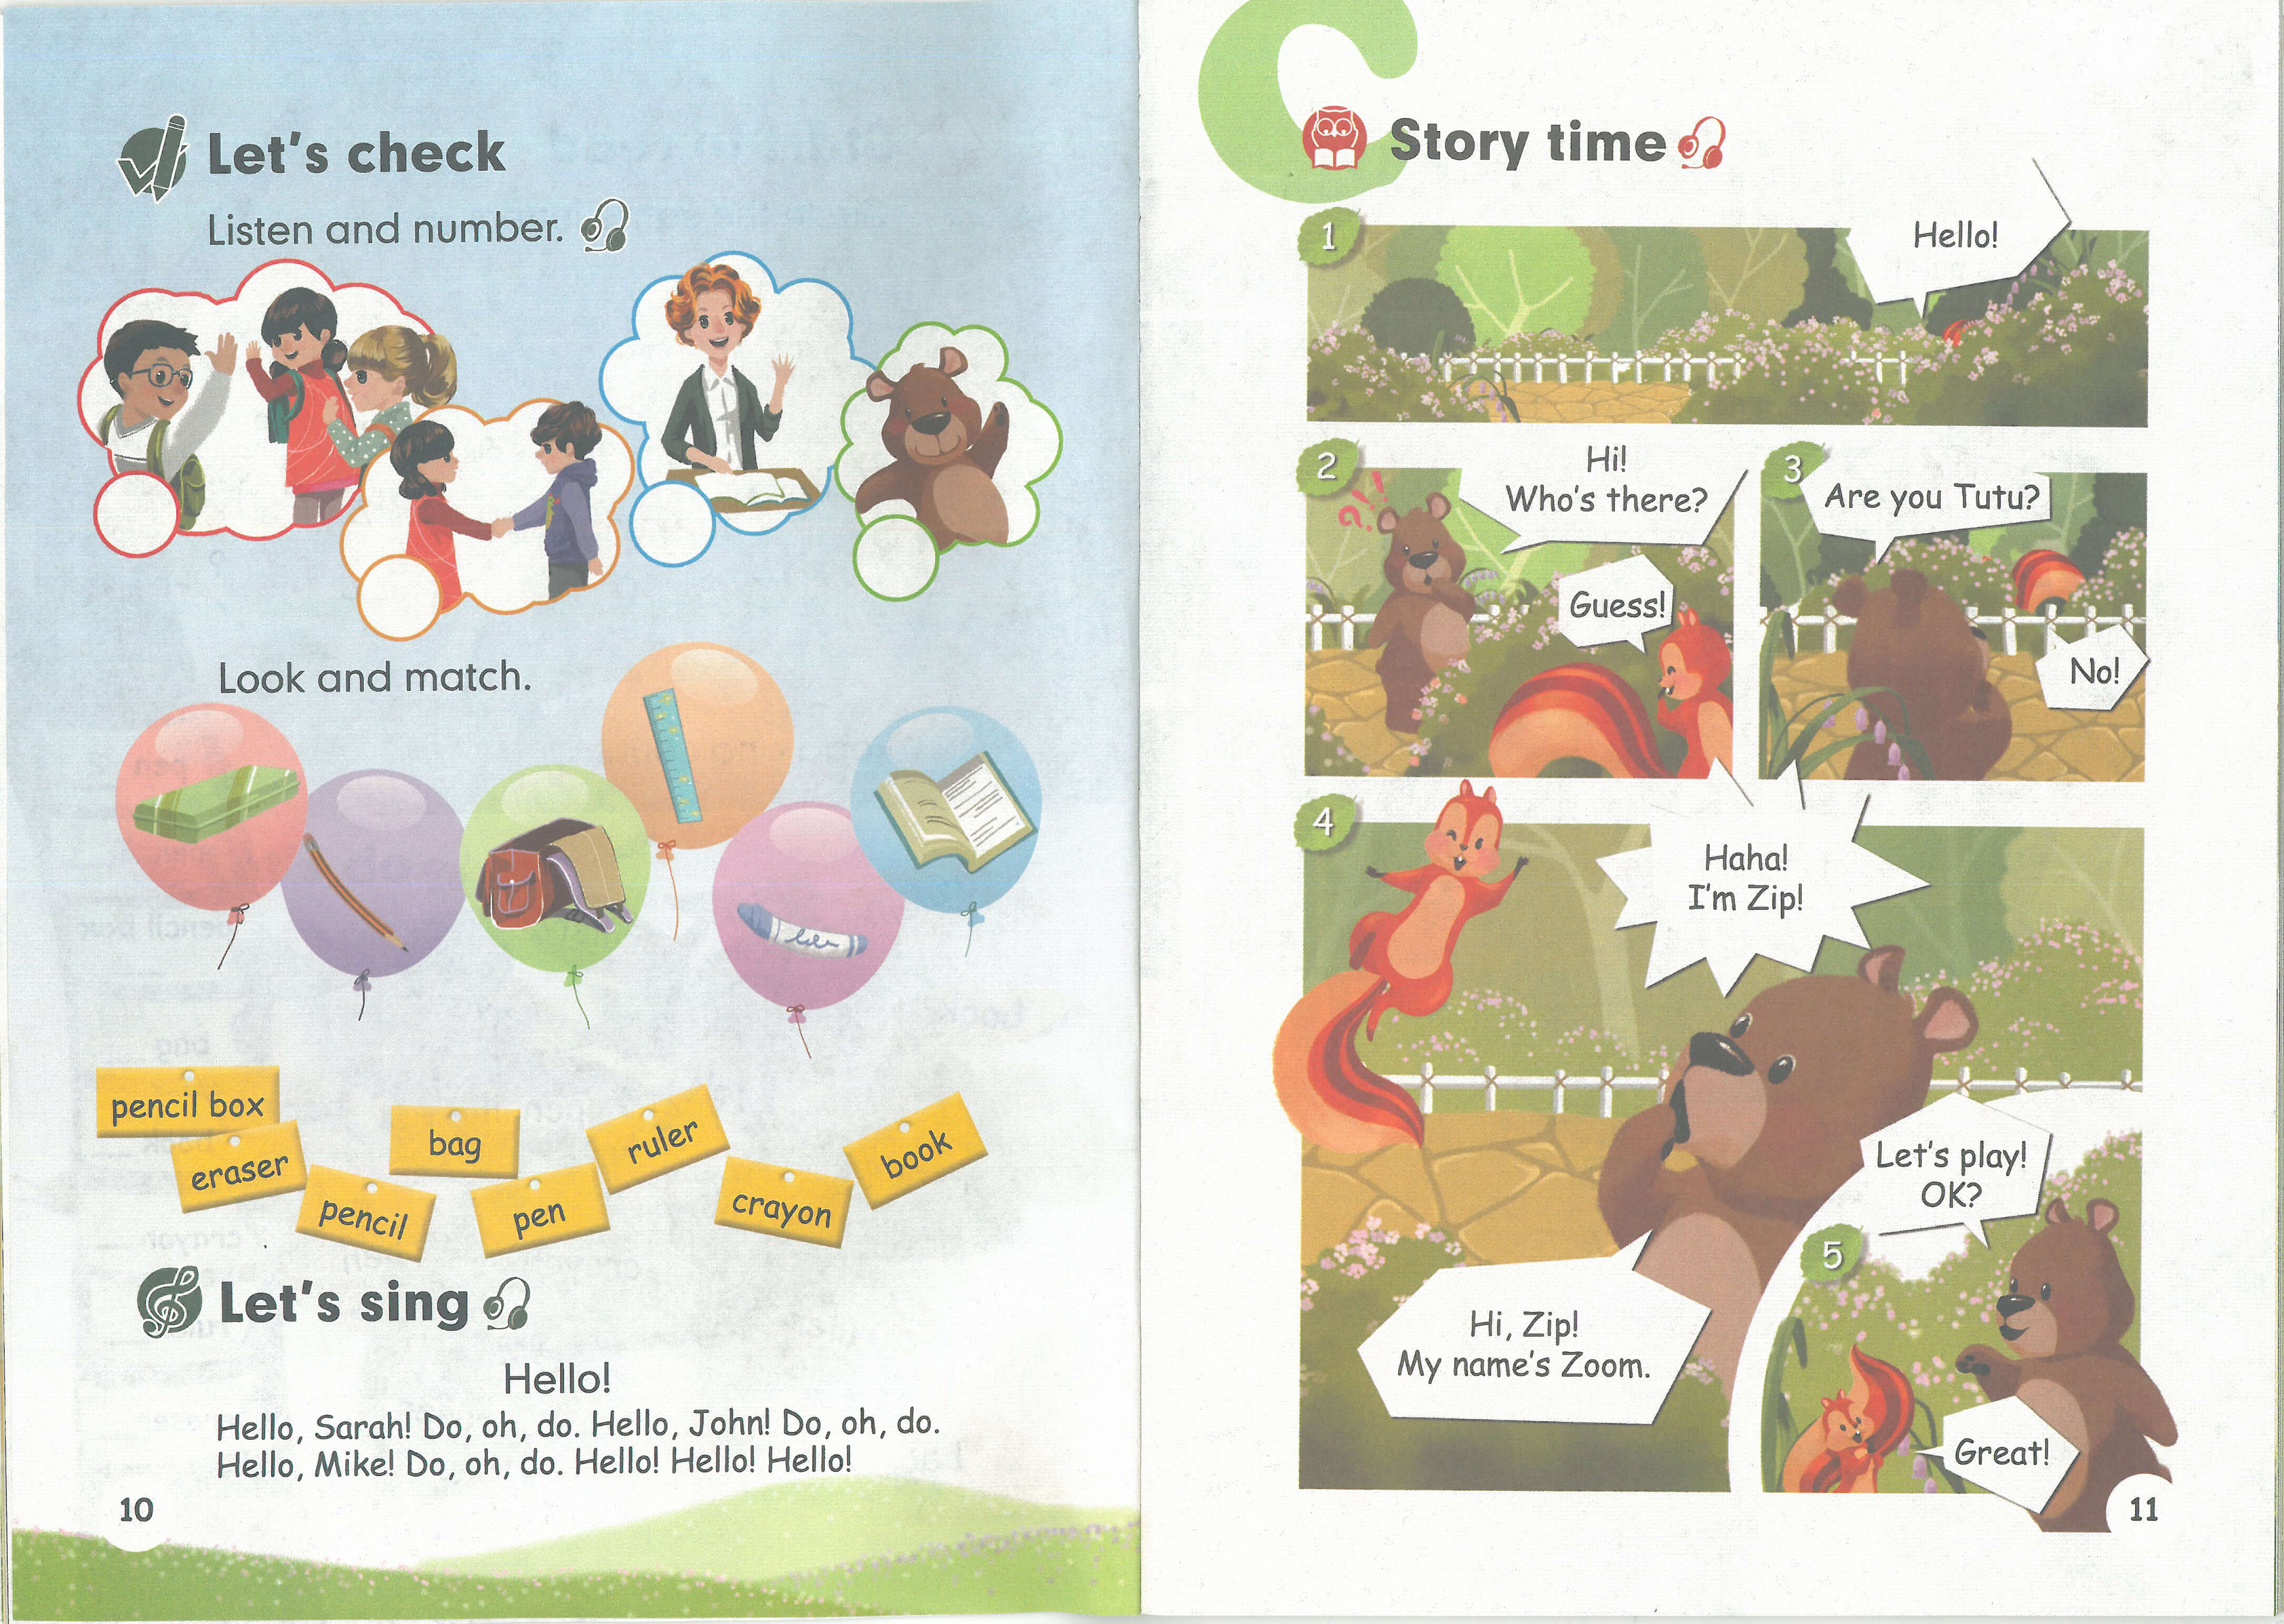 Let's check
Listen and number.
Look and match.
pencil box
eraser
pencil
bag
pen
ruler
crayon
book
Let's sing
Hello!
Hello, Sarah! Do, oh, do. Hello, John! Do, oh, do.
Hello, Mike! Do, oh, do. Hello! Hello! Hello!
10
C
Story time
1
Hello!
2
Hi!
Who's there?
Guess!
3
Are you Tutu?
No!
4
Haha!
I'm Zip!
Hi, Zip!
My name's Zoom.
5
Let's play!
OK?
Great!
11